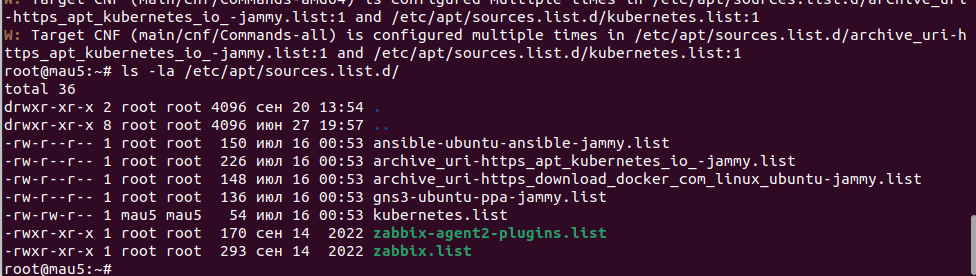 W: Target CNF (main/cnf/Commands-amd64) is configured multiple times in /etc/apt/sources.list.d/archive_uri
-https_apt_kubernetes_io_-jammy.list:1 and /etc/apt/sources.list.d/kubernetes.list:1
W: Target CNF (main/cnf/Commands-all) is configured multiple times in /etc/apt/sources.list.d/archive_uri-h
ttps_apt_kubernetes_io_-jammy.list:1 and /etc/apt/sources.list.d/kubernetes.list:1
root@mau5:~# ls -la /etc/apt/sources.list.d/
total 36
drwxr-xr-x 2 root root 4096 сен 20 13:54 .
drwxr-xr-x 8 root root 4096 июн 27 19:57 ..
-rw-r--r-- 1 root root  150 июл 16 00:53 ansible-ubuntu-ansible-jammy.list
-rw-r--r-- 1 root root  226 июл 16 00:53 archive_uri-https_apt_kubernetes_io_-jammy.list
-rw-r--r-- 1 root root  148 июл 16 00:53 archive_uri-https_download_docker_com_linux_ubuntu-jammy.list
-rw-r--r-- 1 root root  136 июл 16 00:53 gns3-ubuntu-ppa-jammy.list
-rw-rw-r-- 1 mau5 mau5   54 июл 16 00:53 kubernetes.list
-rwxr-xr-x 1 root root  170 сен 14  2022 zabbix-agent2-plugins.list
-rwxr-xr-x 1 root root  293 сен 14  2022 zabbix.list
root@mau5:~#